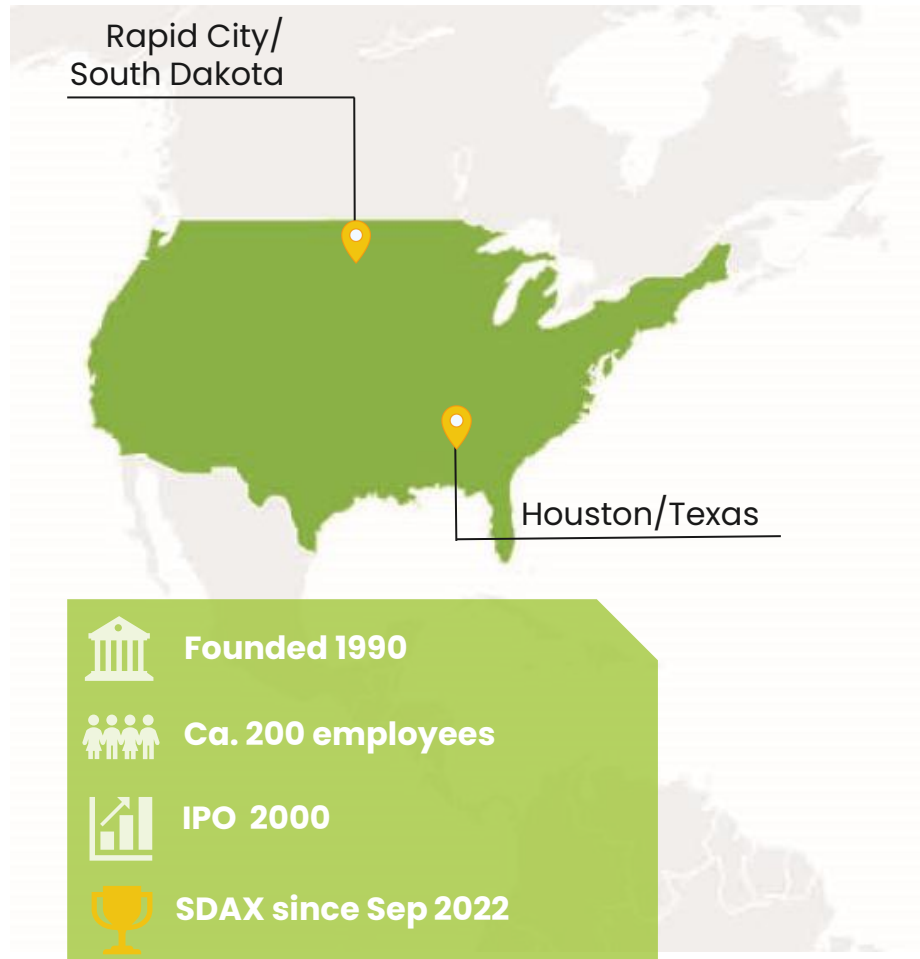 Rapid City/
South Dakota
Houston/Texas
Founded 1990
Ca. 200 employees
IPO 2000
SDAX since Sep 2022